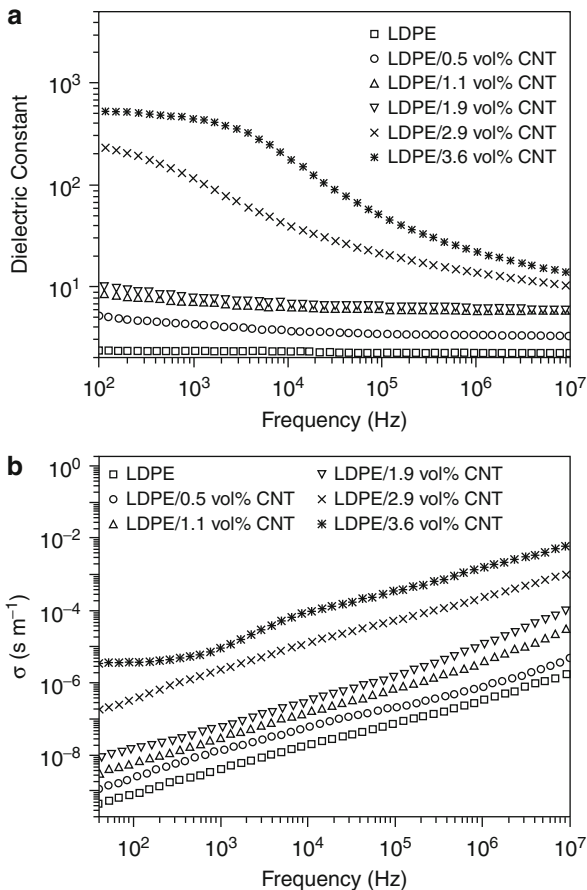 a
LDPE
LDPE/0.5 vol% CNT
LDPE/1.1 vol% CNT
LDPE/1.9 vol% CNT
LDPE/2.9 vol% CNT
LDPE/3.6 vol% CNT
Dielectric Constant
10³
10²
10¹
10² 10³ 10⁴ 10⁵ 10⁶ 10⁷
Frequency (Hz)
b
LDPE LDPE/1.9 vol% CNT
LDPE/0.5 vol% CNT LDPE/2.9 vol% CNT
LDPE/1.1 vol% CNT LDPE/3.6 vol% CNT
σ (s m⁻¹)
10⁰
10⁻²
10⁻⁴
10⁻⁶
10⁻⁸
10² 10³ 10⁴ 10⁵ 10⁶ 10⁷
Frequency (Hz)